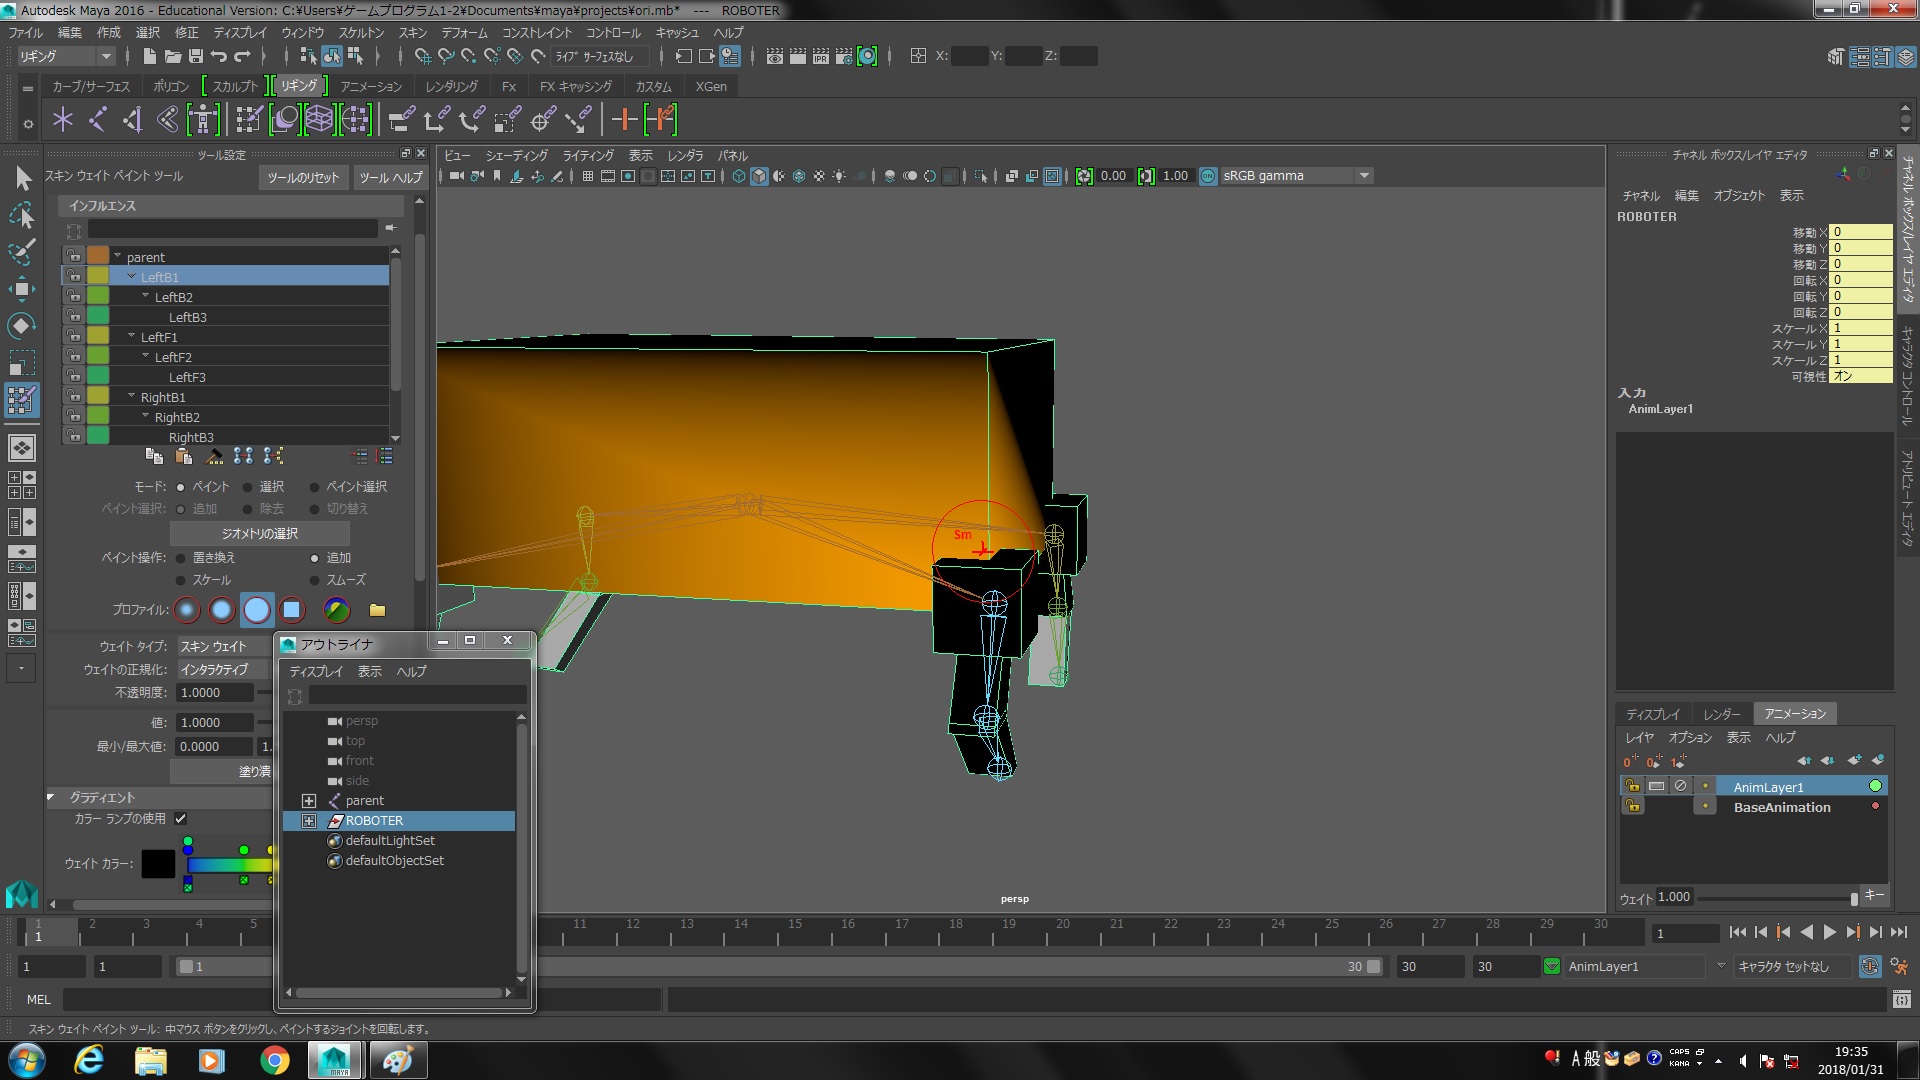 Autodesk Maya 2016 - Educational Version: C:¥Users¥ゲームプログラム1-2¥Documents¥maya¥projects¥ori.mb* --- ROBOTER
ファイル 編集 作成 選択 修正 ディスプレイ ウィンドウ スケルトン スキン デフォーム コンストレイント コントロール キャッシュ ヘルプ
リギング ライブ サーフェスなし IPR X: Y: Z:
カーブ/サーフェス ポリゴン スカルプト リギング アニメーション レンダリング Fx FX キャッシング カスタム XGen
ツール設定
スキン ウェイト ペイント ツール ツールのリセット ツール ヘルプ
インフルエンス
parent
LeftB1
LeftB2
LeftB3
LeftF1
LeftF2
LeftF3
RightB1
RightB2
RightB3
モード: ペイント 選択 ペイント選択
ペイント選択: 追加 除去 切り替え
ジオメトリの選択
ペイント操作: 置き換え 追加
スケール スムーズ
プロファイル:
ウェイト タイプ: スキン ウェイト
ウェイトの正規化: インタラクティブ
不透明度: 1.0000
値: 1.0000
最小/最大値: 0.0000 1.
塗り潰
グラディエント
カラー ランプの使用
ウェイト カラー:
アウトライナ
ディスプレイ 表示 ヘルプ
persp
top
front
side
parent
ROBOTER
defaultLightSet
defaultObjectSet
ビュー シェーディング ライティング 表示 レンダラ パネル
0.00 1.00 sRGB gamma
Sm
persp
チャネル ボックス/レイヤ エディタ
チャネル 編集 オブジェクト 表示
ROBOTER
移動 X 0
移動 Y 0
移動 Z 0
回転 X 0
回転 Y 0
回転 Z 0
スケール X 1
スケール Y 1
スケール Z 1
可視性 オン
入力
AnimLayer1
チャネル ボックス/レイヤ エディタ
キャラクタ コントロール
アトリビュート エディタ
ディスプレイ レンダー アニメーション
レイヤ オプション 表示 ヘルプ
AnimLayer1
BaseAnimation
ウェイト 1.000 キー
1 2 3 4 5 11 12 13 14 15 16 17 18 19 20 21 22 23 24 25 26 27 28 29 30
1 1
1 1 1 30 30 30 AnimLayer1 キャラクタ セットなし
MEL
スキン ウェイト ペイント ツール: 中マウス ボタンをクリックし、ペイントするジョイントを回転します。
MAYA
A 般 CAPS KANA
19:35
2018/01/31